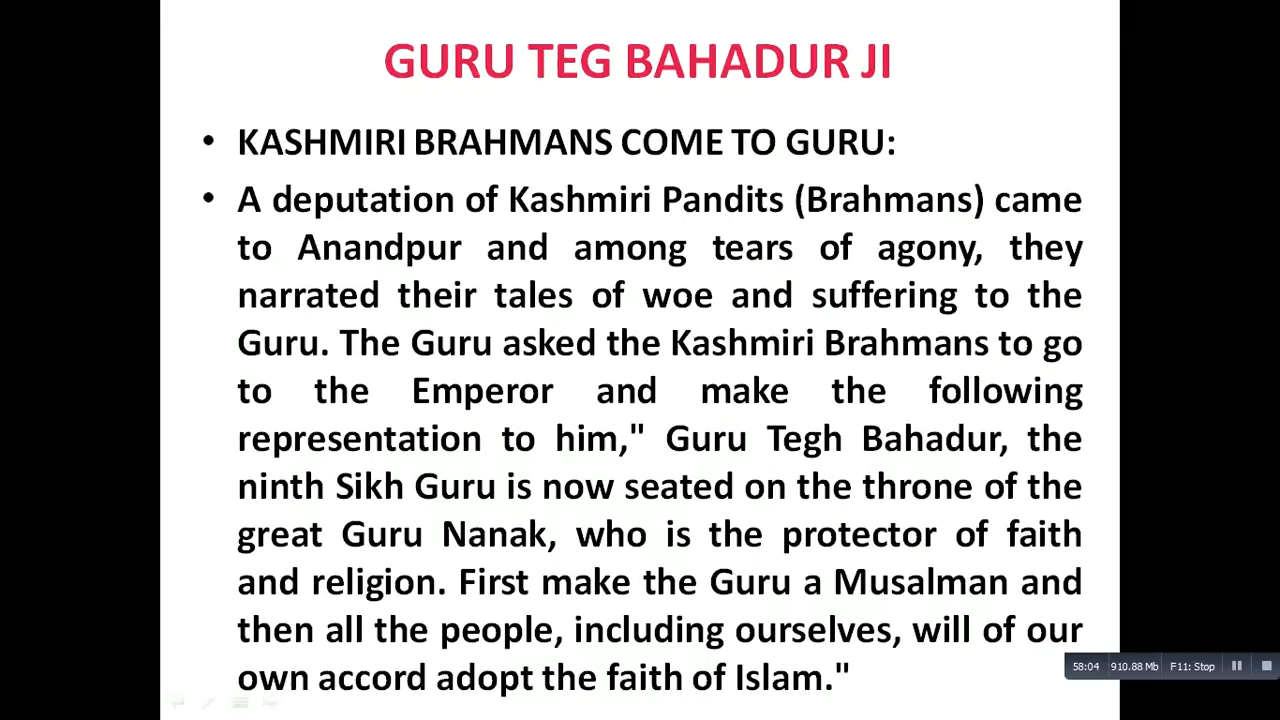 GURU TEG BAHADUR JI
• KASHMIRI BRAHMANS COME TO GURU:
• A deputation of Kashmiri Pandits (Brahmans) came
to Anandpur and among tears of agony, they
narrated their tales of woe and suffering to the
Guru. The Guru asked the Kashmiri Brahmans to go
to the Emperor and make the following
representation to him," Guru Tegh Bahadur, the
ninth Sikh Guru is now seated on the throne of the
great Guru Nanak, who is the protector of faith
and religion. First make the Guru a Musalman and
then all the people, including ourselves, will of our
own accord adopt the faith of Islam."
58:04 910.88 Mb F11: Stop